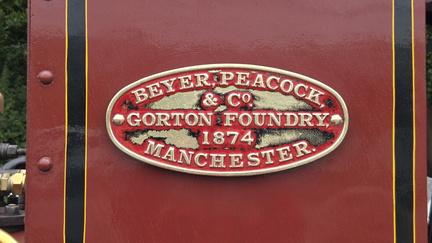 BEYER, PEACOCK
& CO
GORTON FOUNDRY,
1874
MANCHESTER.